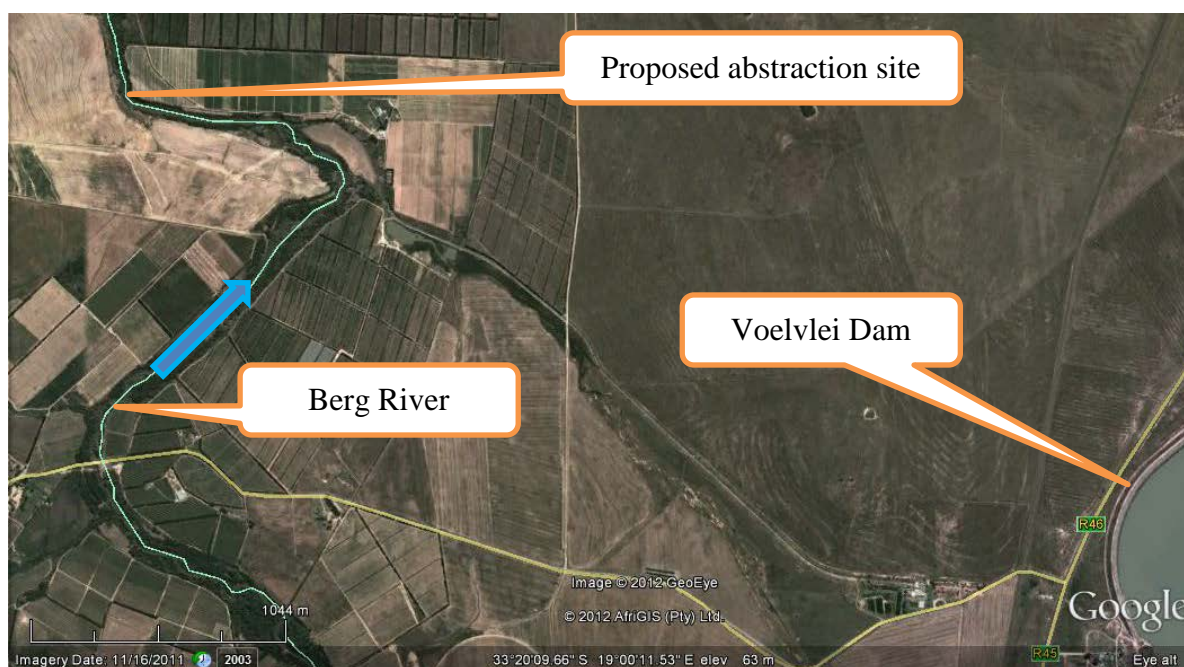 Proposed abstraction site
Voelvlei Dam
Berg River
R46
Image © 2012 GeoEye
© 2012 AfriGIS (Pty) Ltd.
1044 m
Google
Imagery Date: 11/16/2011 2003 33°20'09.66" S 19°00'11.53" E elev 63 m Eye alt
R45